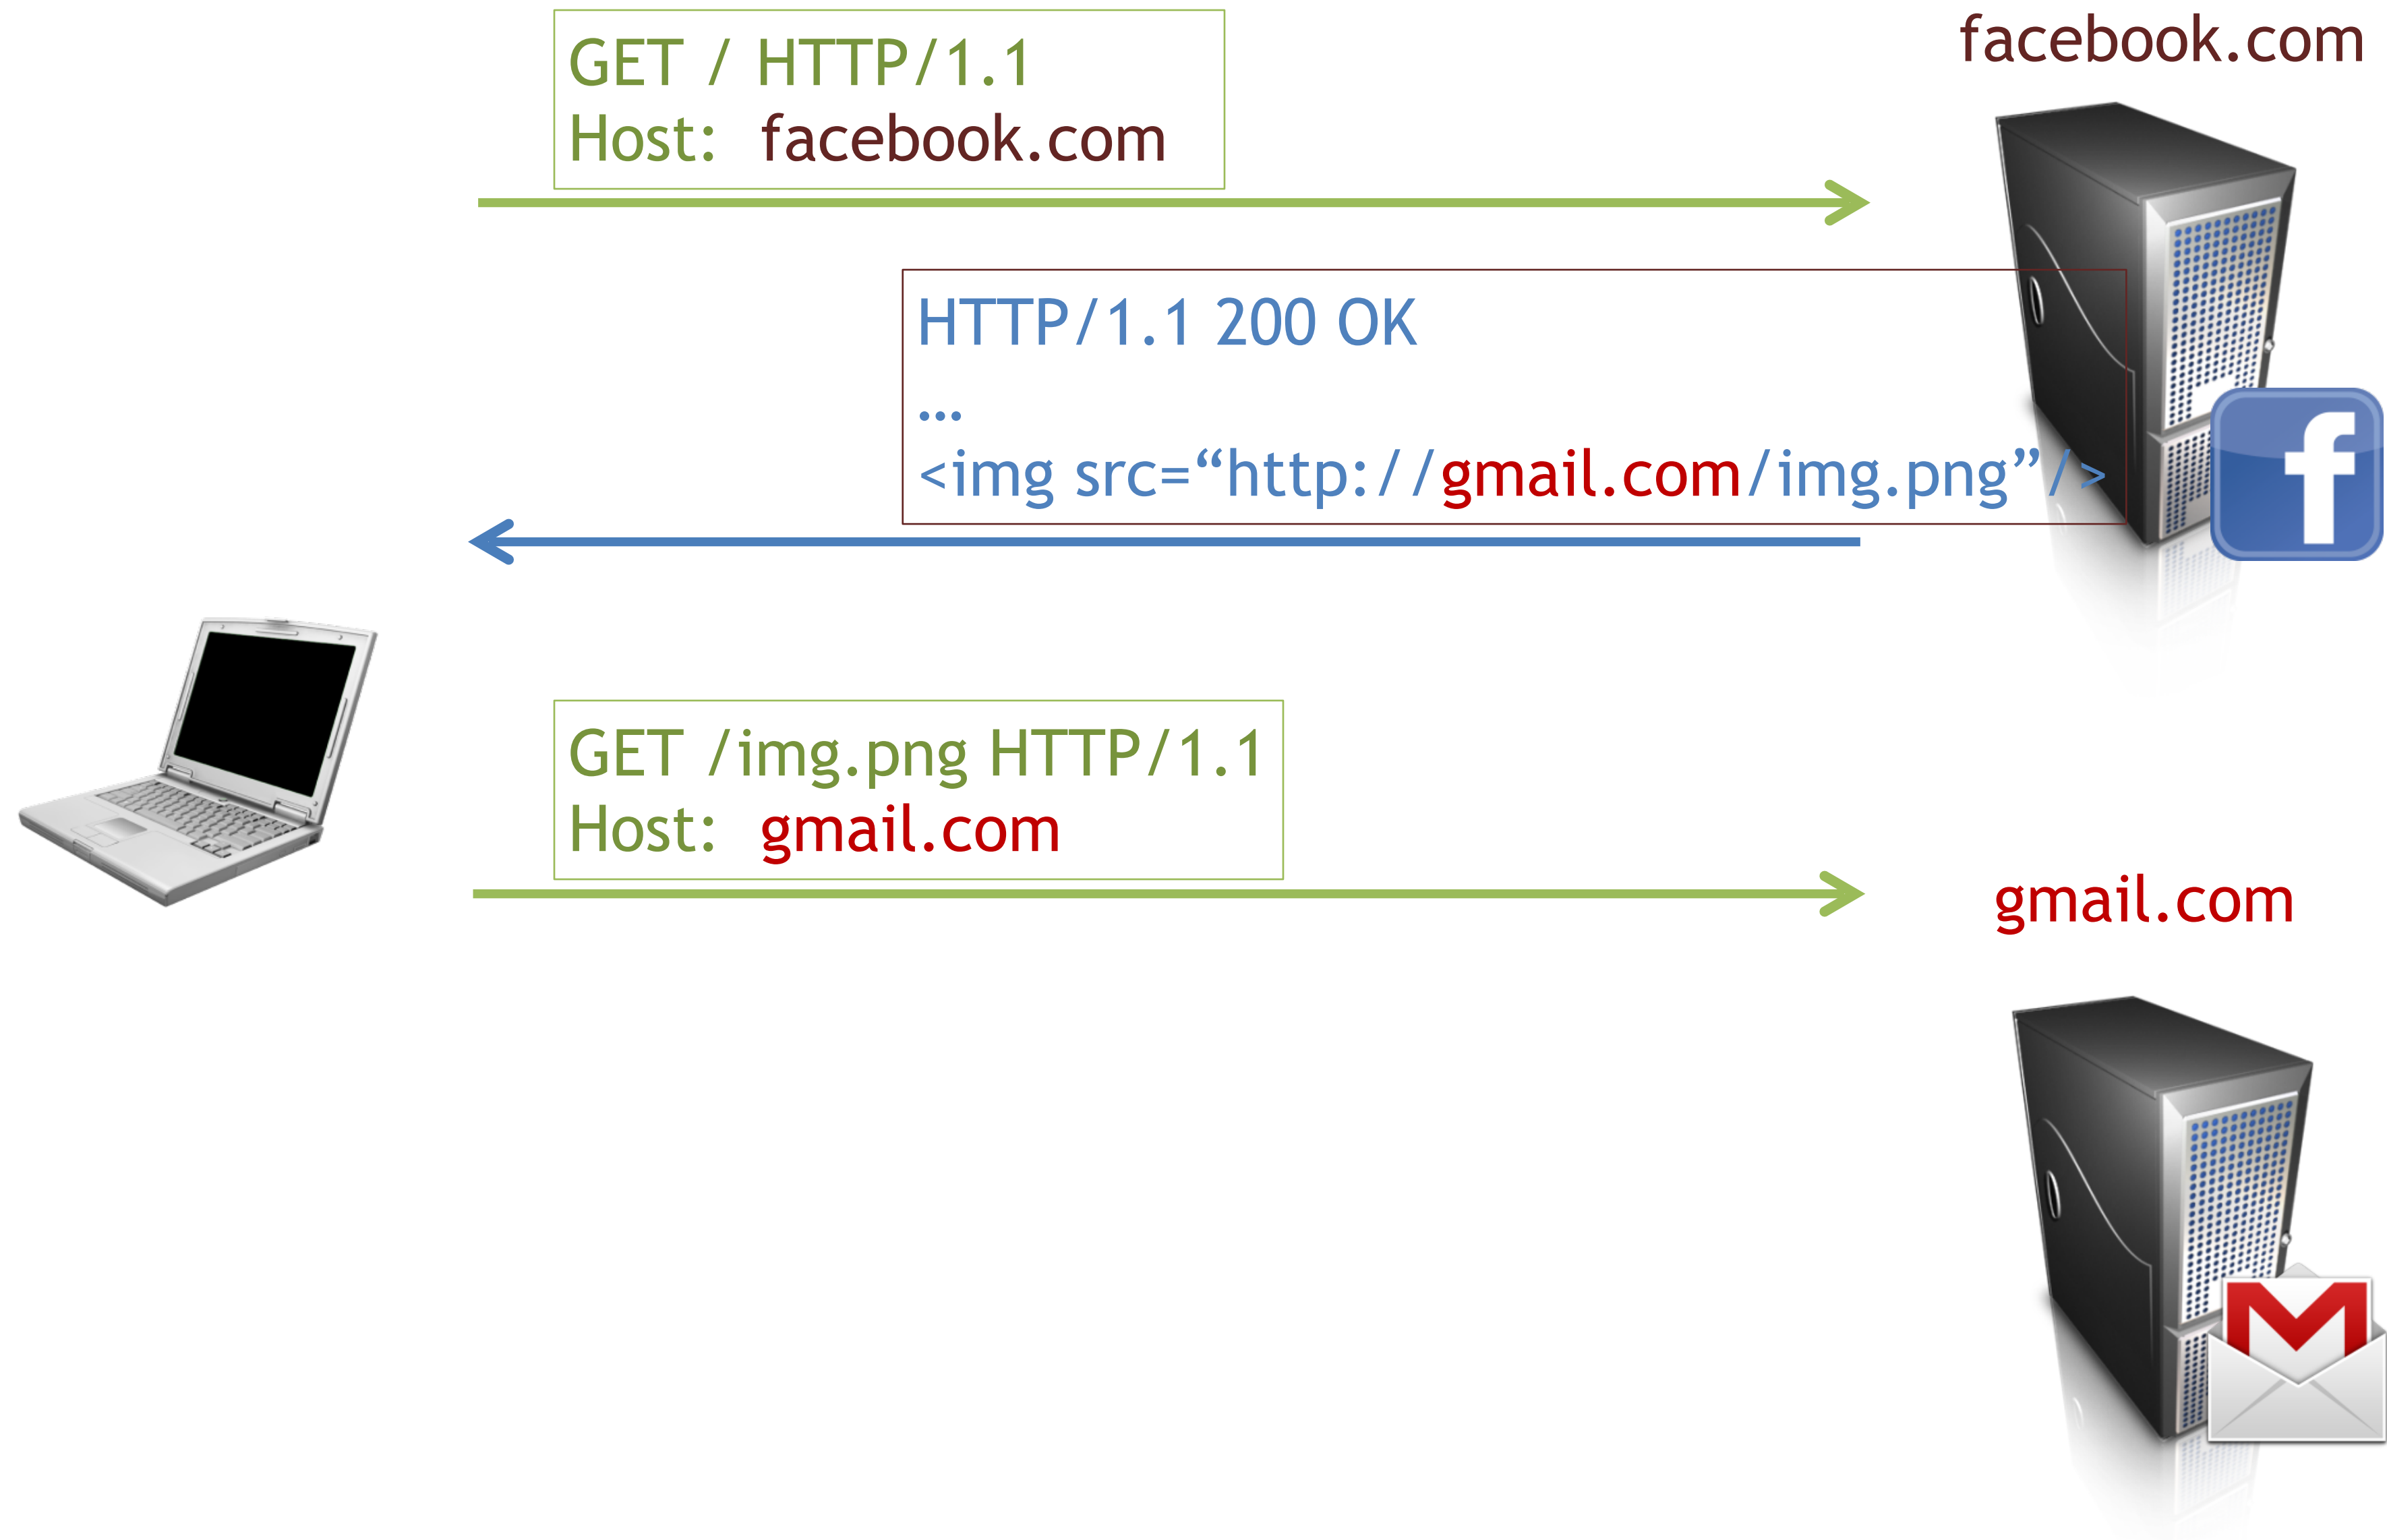 facebook.com
GET / HTTP/1.1
Host: facebook.com
HTTP/1.1 200 OK
…
<img src=“http://gmail.com/img.png”/>
f
GET /img.png HTTP/1.1
Host: gmail.com
gmail.com
M